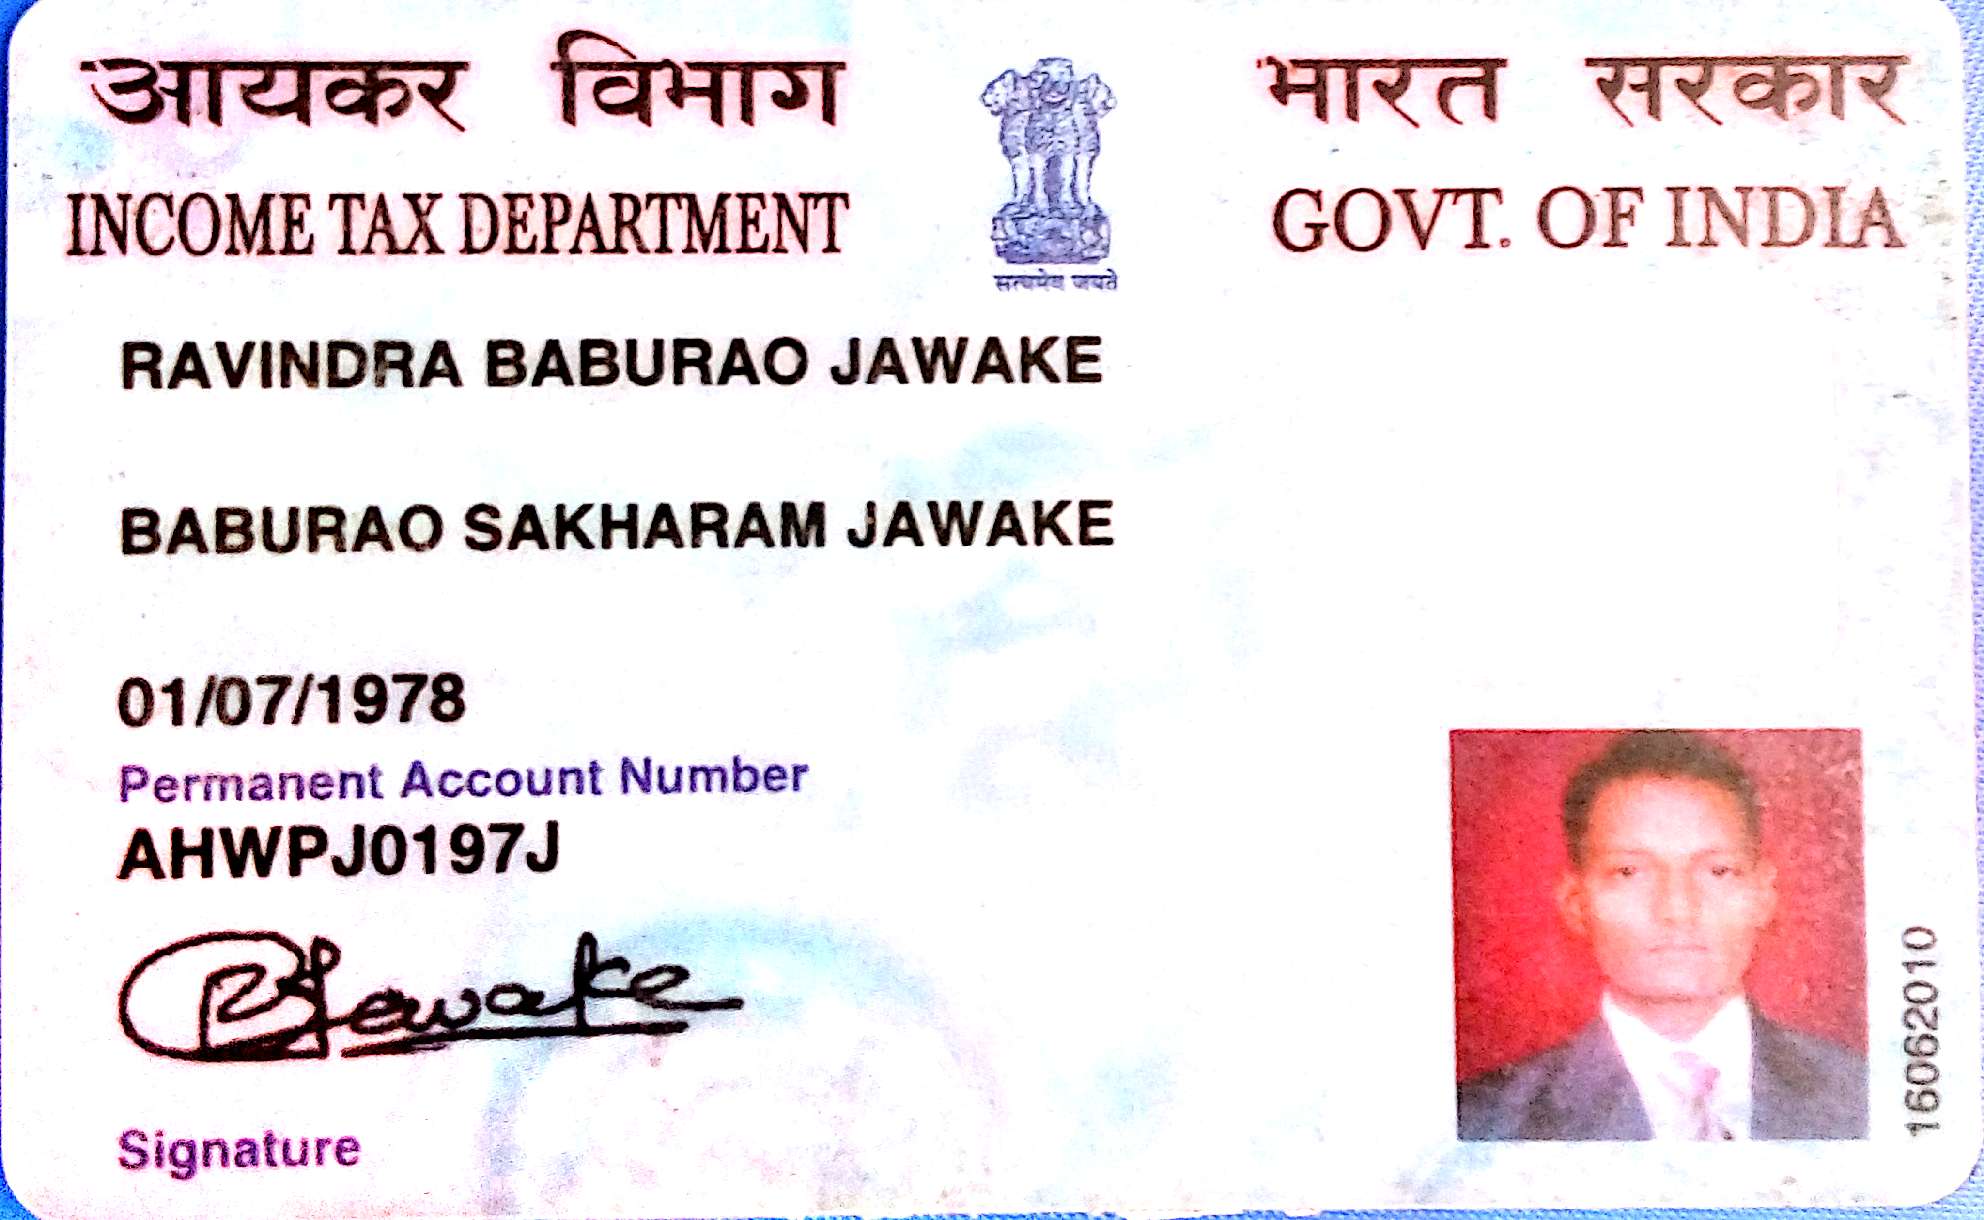 आयकर विभाग
INCOME TAX DEPARTMENT
सत्यमेव जयते
भारत सरकार
GOVT. OF INDIA
RAVINDRA BABURAO JAWAKE
BABURAO SAKHARAM JAWAKE
01/07/1978
Permanent Account Number
AHWPJ0197J
RJawake
Signature
16062010